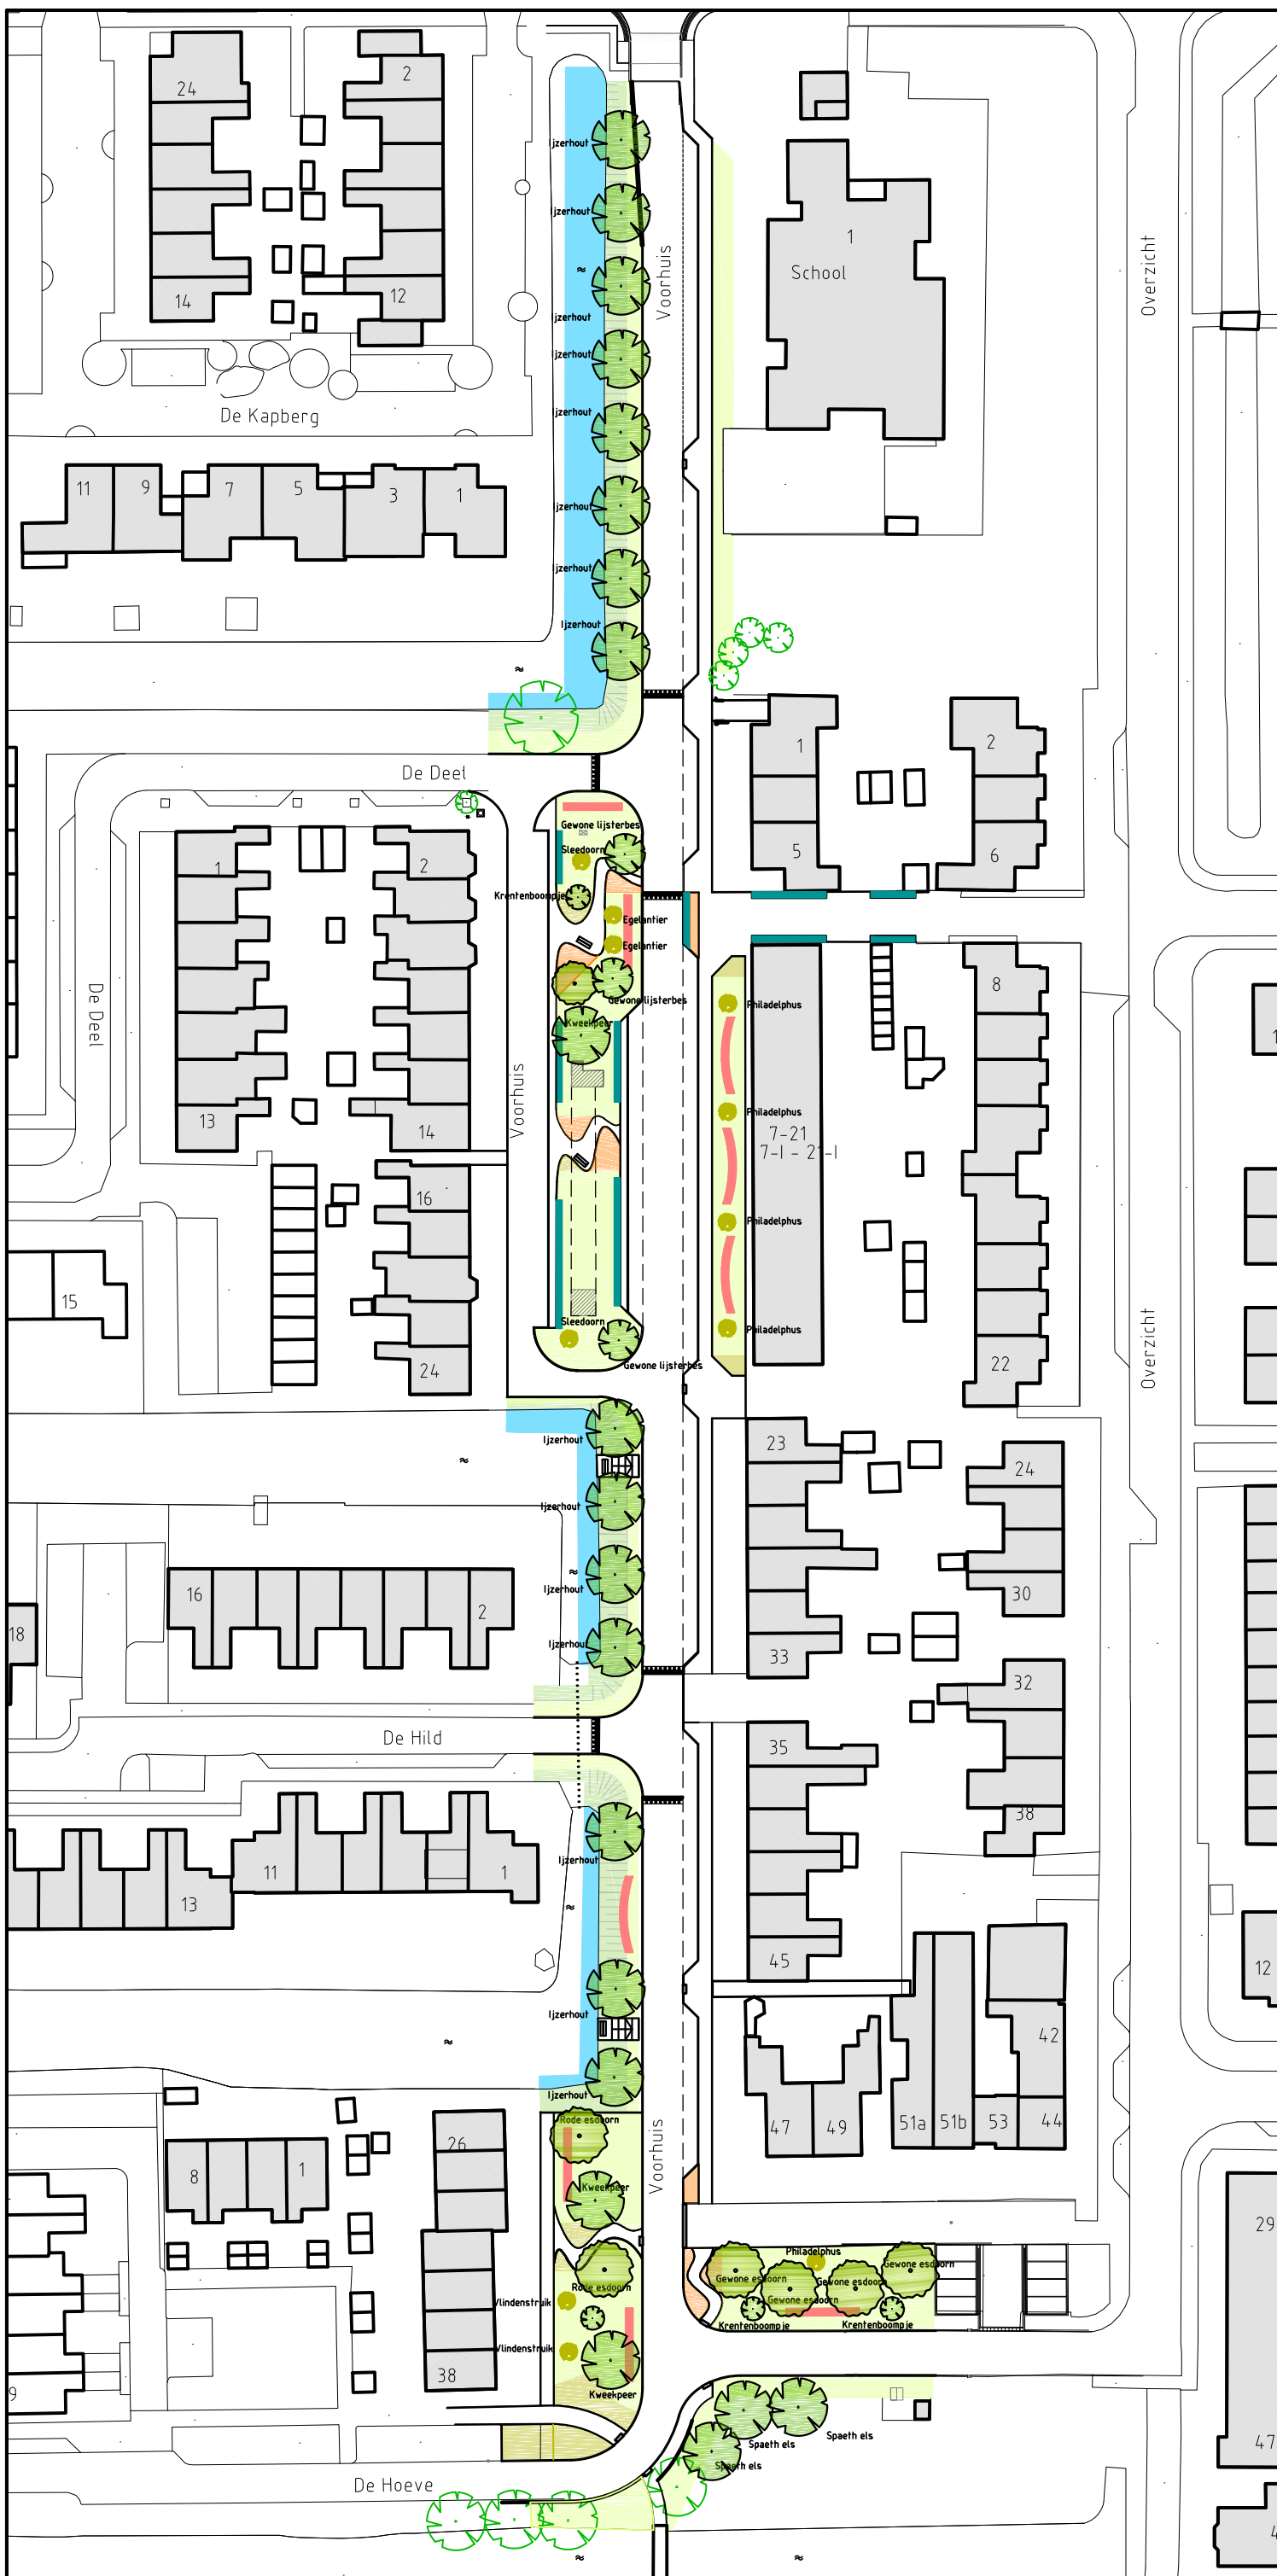 24
2
Ijzerhout
Ijzerhout
1
School
Voorhuis
Overzicht
14
12
Ijzerhout
Ijzerhout
De Kapberg
Ijzerhout
11
9
7
5
3
1
Ijzerhout
Ijzerhout
Ijzerhout
1
2
De Deel
Gewone lijsterbes
Sleedoorn
1
2
5
6
Krentenboompje
Egelantier
Egelantier
De Deel
Gewone lijsterbes
Philadelphus
8
Kweekpeer
Voorhuis
13
14
Philadelphus
7-21
7-I - 21-I
16
Philadelphus
15
Sleedoorn
Philadelphus
24
Gewone lijsterbes
22
Overzicht
Ijzerhout
23
24
Ijzerhout
16
2
Ijzerhout
30
18
Ijzerhout
33
32
De Hild
35
38
11
1
Ijzerhout
13
45
12
Ijzerhout
42
Ijzerhout
Rode esdoorn
47
49
51a
51b
53
44
26
8
1
Kweekpeer
Voorhuis
29
Philadelphus
Gewone esdoorn
Gewone esdoorn
Gewone esdoorn
Gewone esdoorn
Rode esdoorn
Vlindenstruik
Krentenboompje
Krentenboompje
Vlindenstruik
38
Kweekpeer
9
Spaeth els
Spaeth els
Spaeth els
47
De Hoeve
4